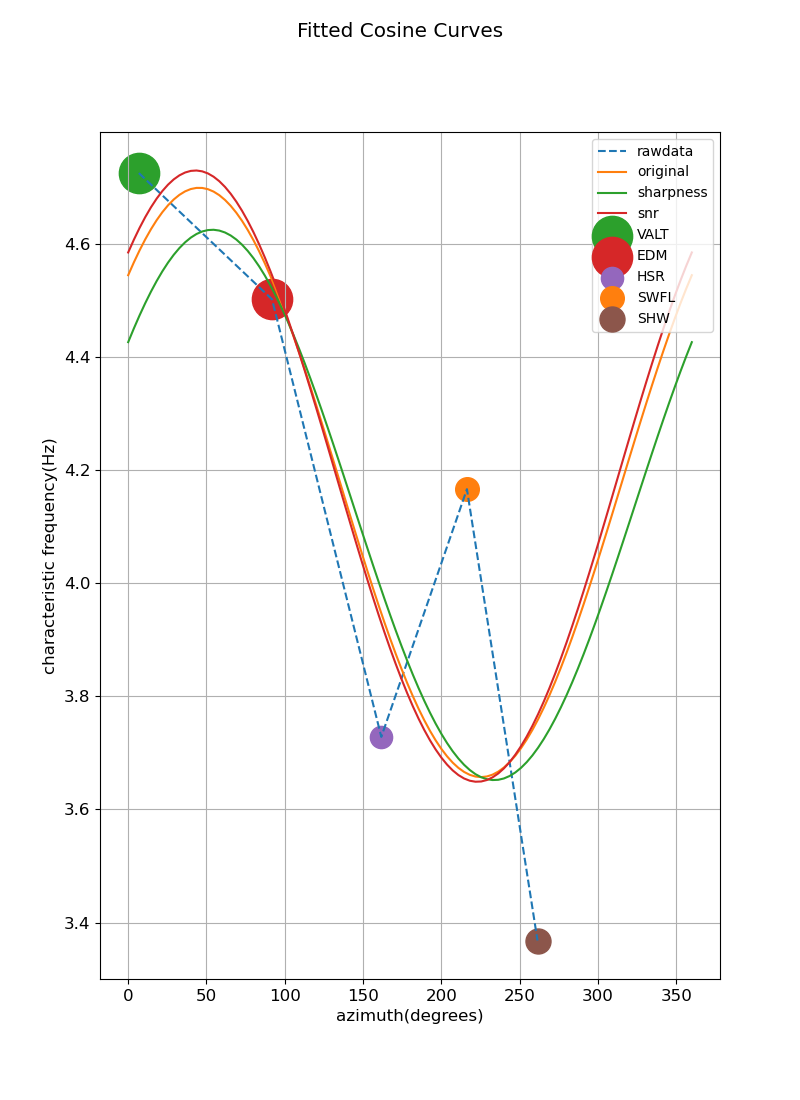 Fitted Cosine Curves
rawdata
original
sharpness
snr
VALT
EDM
HSR
SWFL
SHW
characteristic frequency(Hz)
4.6
4.4
4.2
4.0
3.8
3.6
3.4
0 50 100 150 200 250 300 350
azimuth(degrees)